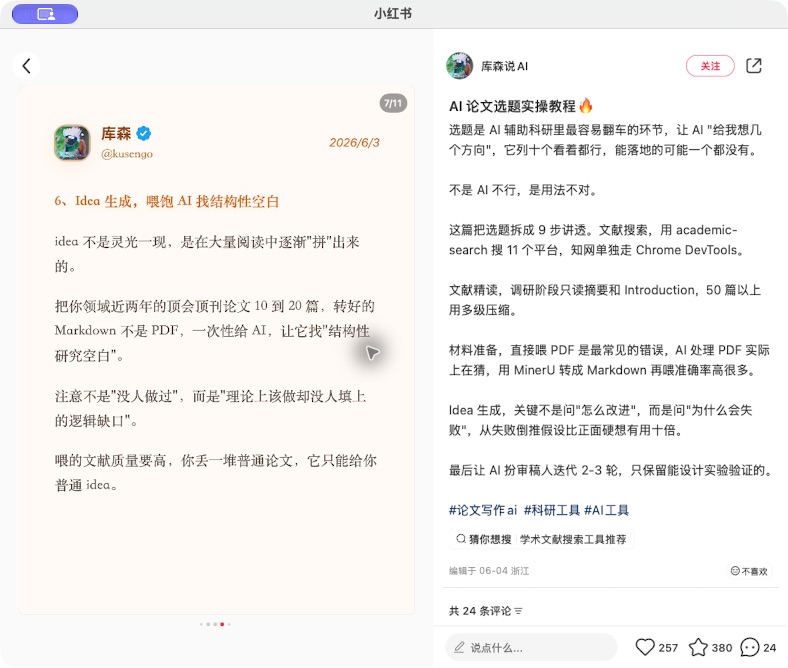 小红书
7/11
库森
@kusengo
2026/6/3
6、Idea 生成，喂饱 AI 找结构性空白
idea 不是灵光一现，是在大量阅读中逐渐"拼"出来
的。
把你领域近两年的顶会顶刊论文 10 到 20 篇，转好的
Markdown 不是 PDF，一次性给 AI，让它找"结构性
研究空白"。
注意不是"没人做过"，而是"理论上该做却没人填上
的逻辑缺口"。
喂的文献质量要高，你丢一堆普通论文，它只能给你
普通 idea。
库森说AI
关注
AI 论文选题实操教程🔥
选题是 AI 辅助科研里最容易翻车的环节，让 AI "给我想几
个方向"，它列十个看着都行，能落地的可能一个都没有。
不是 AI 不行，是用法不对。
这篇把选题拆成 9 步讲透。文献搜索，用 academic-
search 搜 11 个平台，知网单独走 Chrome DevTools。
文献精读，调研阶段只读摘要和 Introduction，50 篇以上
用多级压缩。
材料准备，直接喂 PDF 是最常见的错误，AI 处理 PDF 实际
上在猜，用 MinerU 转成 Markdown 再喂准确率高很多。
Idea 生成，关键不是问"怎么改进"，而是问"为什么会失
败"，从失败倒推假设比正面硬想有用十倍。
最后让 AI 扮审稿人迭代 2-3 轮，只保留能设计实验验证的。
#论文写作ai #科研工具 #AI工具
猜你想搜 学术文献搜索工具推荐
编辑于 06-04 浙江
不喜欢
共 24 条评论
说点什么...
257
380
24